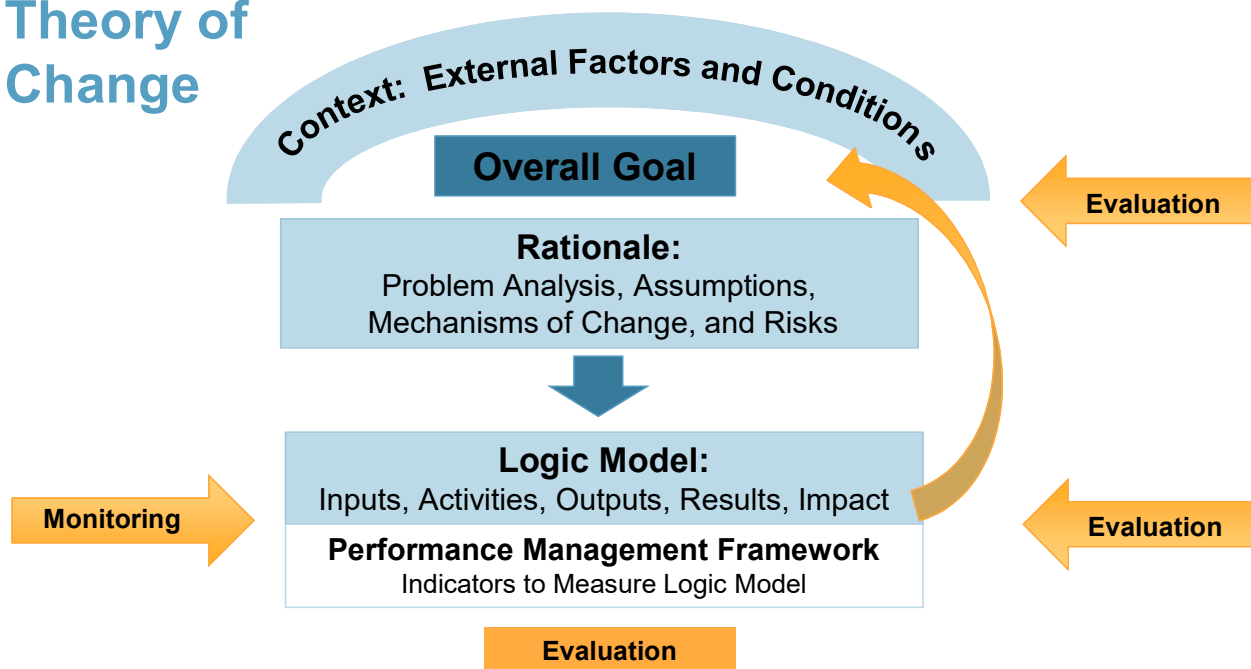 Theory of
Change
Context: External Factors and Conditions
Overall Goal
Evaluation
Rationale:
Problem Analysis, Assumptions,
Mechanisms of Change, and Risks
Logic Model:
Inputs, Activities, Outputs, Results, Impact
Monitoring
Evaluation
Performance Management Framework
Indicators to Measure Logic Model
Evaluation